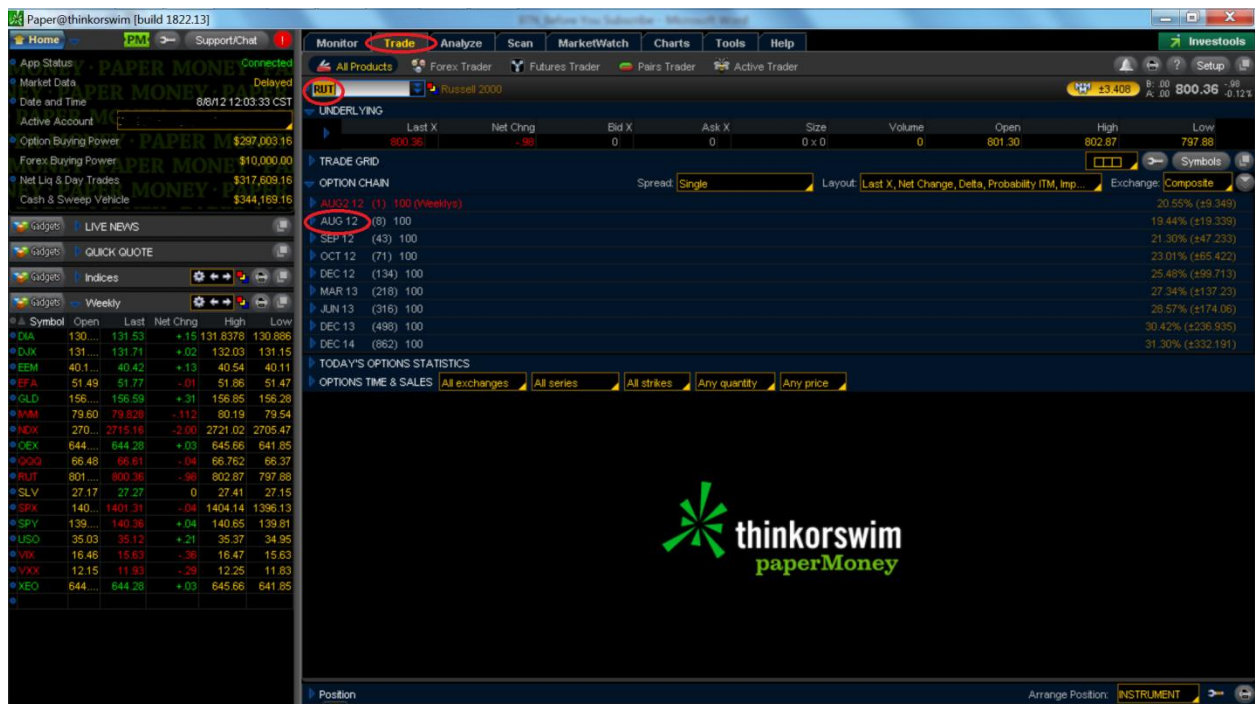 Paper@thinkorswim [build 1822.13]
Home PM Support/Chat !
App Status Connected
Market Data Delayed
Date and Time 8/8/12 12:03:33 CST
Active Account
Option Buying Power $297,003.16
Forex Buying Power $10,000.00
Net Liq & Day Trades $317,609.16
Cash & Sweep Vehicle $344,169.16
Gadgets LIVE NEWS
Gadgets QUICK QUOTE
Gadgets Indices
Gadgets Weekly
Symbol Open Last Net Chng High Low
DIA 130.... 131.53 +.15 131.8378 130.886
DJX 131.... 131.71 +.02 132.03 131.15
EEM 40.1... 40.42 +.13 40.54 40.11
EFA 51.49 51.77 -.01 51.86 51.47
GLD 156.... 156.59 +.31 156.85 156.28
IWM 79.60 79.828 -.112 80.19 79.54
NDX 270... 2715.16 -2.00 2721.02 2705.47
OEX 644.... 644.28 +.03 645.66 641.85
QQQ 66.48 66.61 -.04 66.762 66.37
RUT 801.... 800.36 -.98 802.87 797.88
SLV 27.17 27.27 0 27.41 27.15
SPX 140... 1401.31 -.04 1404.14 1396.13
SPY 139.... 140.36 +.04 140.65 139.81
USO 35.03 35.12 +.21 35.37 34.95
VIX 16.46 15.63 -.36 16.47 15.63
VXX 12.15 11.93 -.29 12.25 11.83
XEO 644.... 644.28 +.03 645.66 641.85
Monitor Trade Analyze Scan MarketWatch Charts Tools Help Investools
All Products Forex Trader Futures Trader Pairs Trader Active Trader ? Setup
RUT Russell 2000 ±3.408 B: .00 A: .00 800.36 -.98 -0.12%
UNDERLYING
Last X Net Chng Bid X Ask X Size Volume Open High Low
800.36 -.98 0 0 0 x 0 0 801.30 802.87 797.88
TRADE GRID Symbols
OPTION CHAIN Spread: Single Layout: Last X, Net Change, Delta, Probability ITM, Imp... Exchange: Composite
AUG2 12 (1) 100 (Weeklys) 20.55% (±9.349)
AUG 12 (8) 100 19.44% (±19.339)
SEP 12 (43) 100 21.30% (±47.233)
OCT 12 (71) 100 23.01% (±65.422)
DEC 12 (134) 100 25.48% (±99.713)
MAR 13 (218) 100 27.34% (±137.23)
JUN 13 (316) 100 28.57% (±174.06)
DEC 13 (498) 100 30.42% (±236.935)
DEC 14 (862) 100 31.30% (±332.191)
TODAY'S OPTIONS STATISTICS
OPTIONS TIME & SALES All exchanges All series All strikes Any quantity Any price
thinkorswim
paperMoney
Position Arrange Position: INSTRUMENT